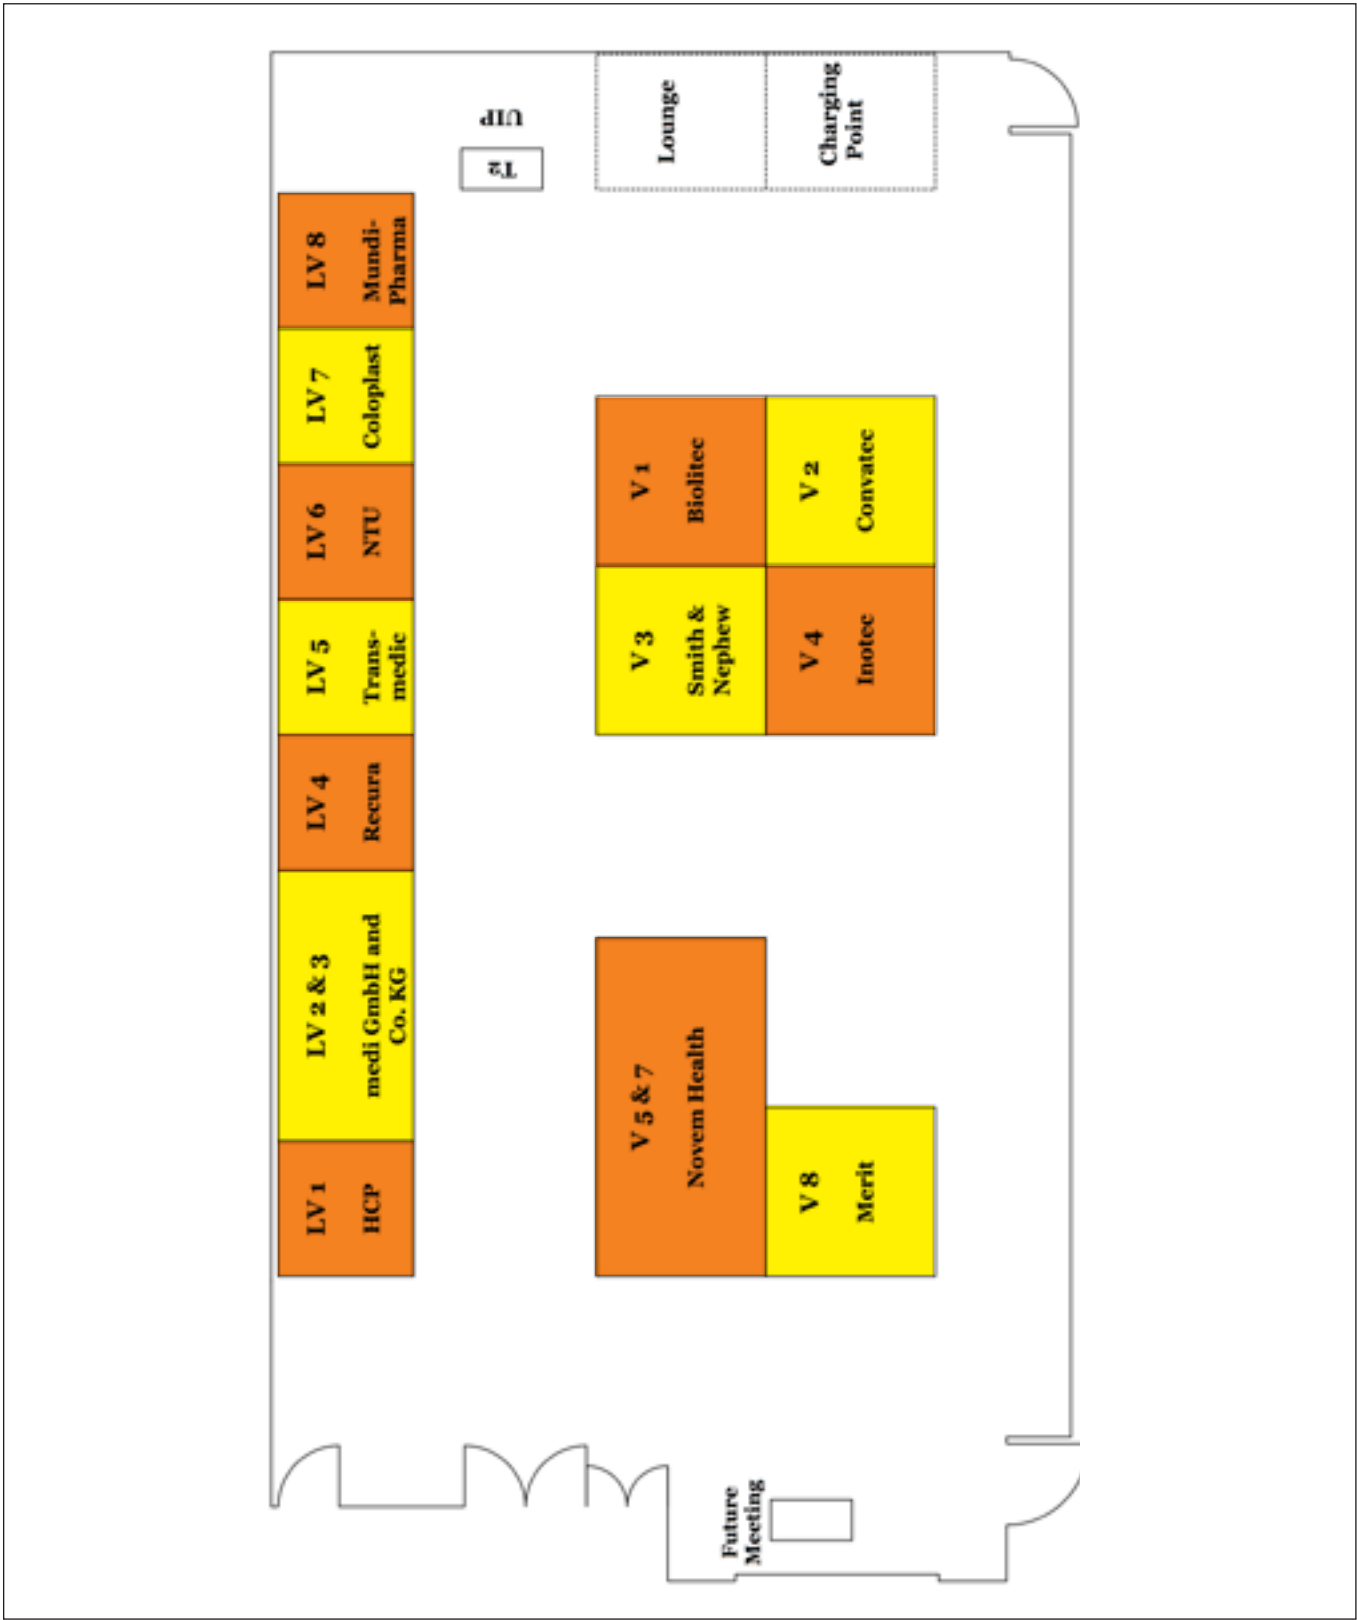 UIP
T2
Lounge
Charging
Point
LV 8
Mundi-
Pharma
LV 7
Coloplast
LV 6
NTU
LV 5
Trans-
medic
LV 4
Recura
LV 2 & 3
medi GmbH and
Co. KG
LV 1
HCP
V 1
Biolitec
V 2
Convatec
V 3
Smith &
Nephew
V 4
Inotec
V 5 & 7
Novem Health
V 8
Merit
Future
Meeting